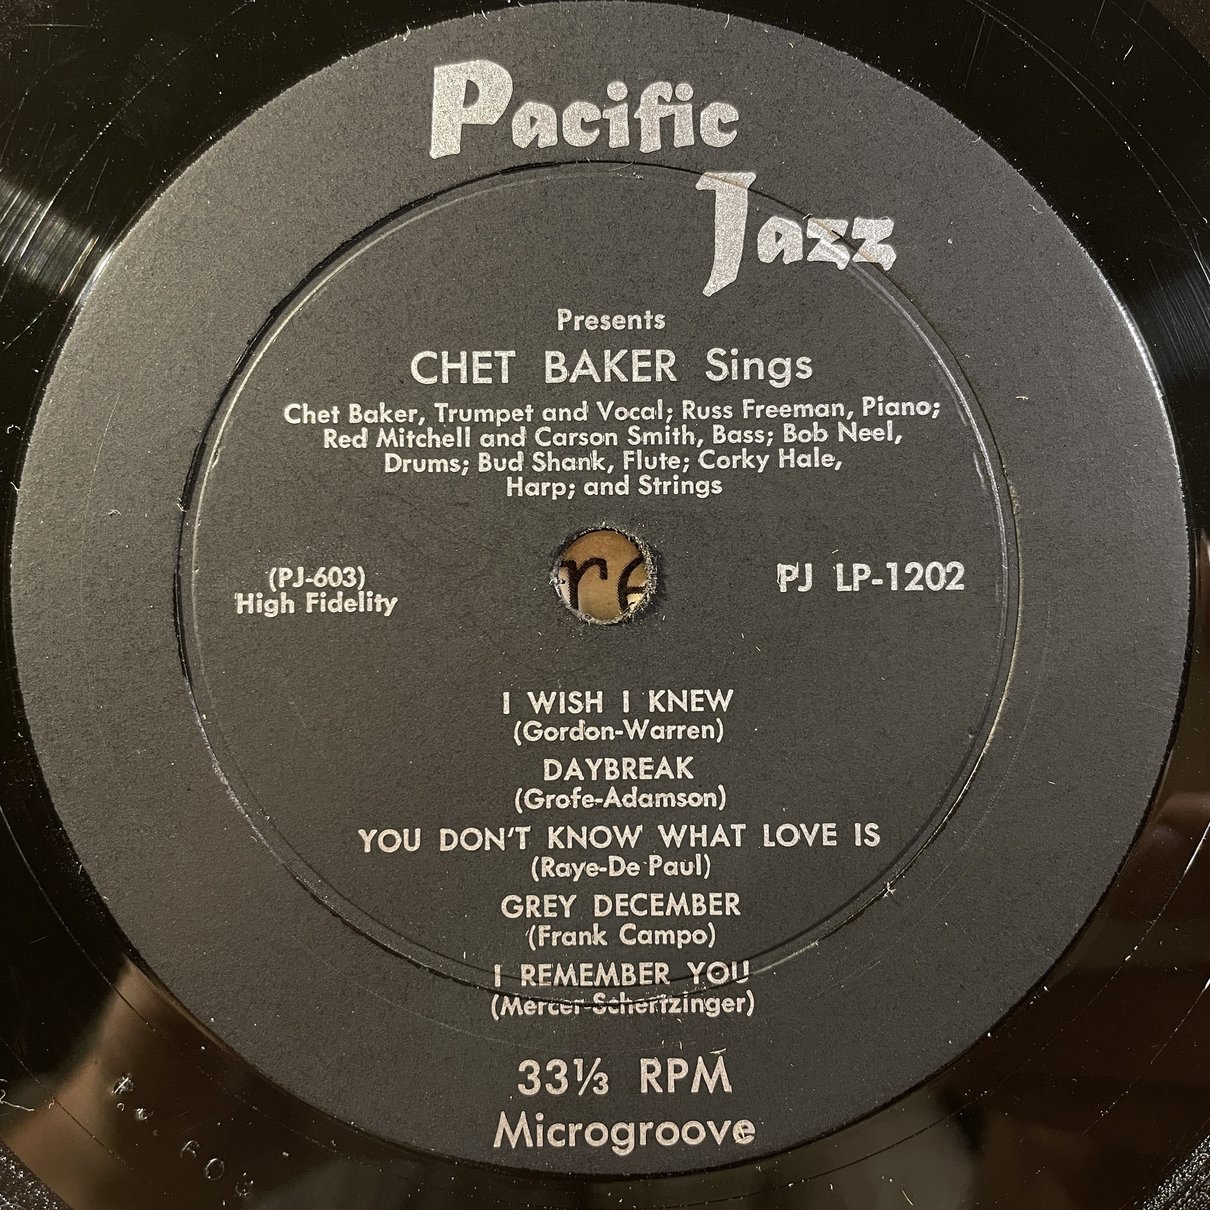 Pacific
Jazz
Presents
CHET BAKER Sings
Chet Baker, Trumpet and Vocal; Russ Freeman, Piano;
Red Mitchell and Carson Smith, Bass; Bob Neel,
Drums; Bud Shank, Flute; Corky Hale,
Harp; and Strings
(PJ-603)
High Fidelity
PJ LP-1202
I WISH I KNEW
(Gordon-Warren)
DAYBREAK
(Grofe-Adamson)
YOU DON'T KNOW WHAT LOVE IS
(Raye-De Paul)
GREY DECEMBER
(Frank Campo)
I REMEMBER YOU
(Mercer-Schertzinger)
33⅓ RPM
Microgroove